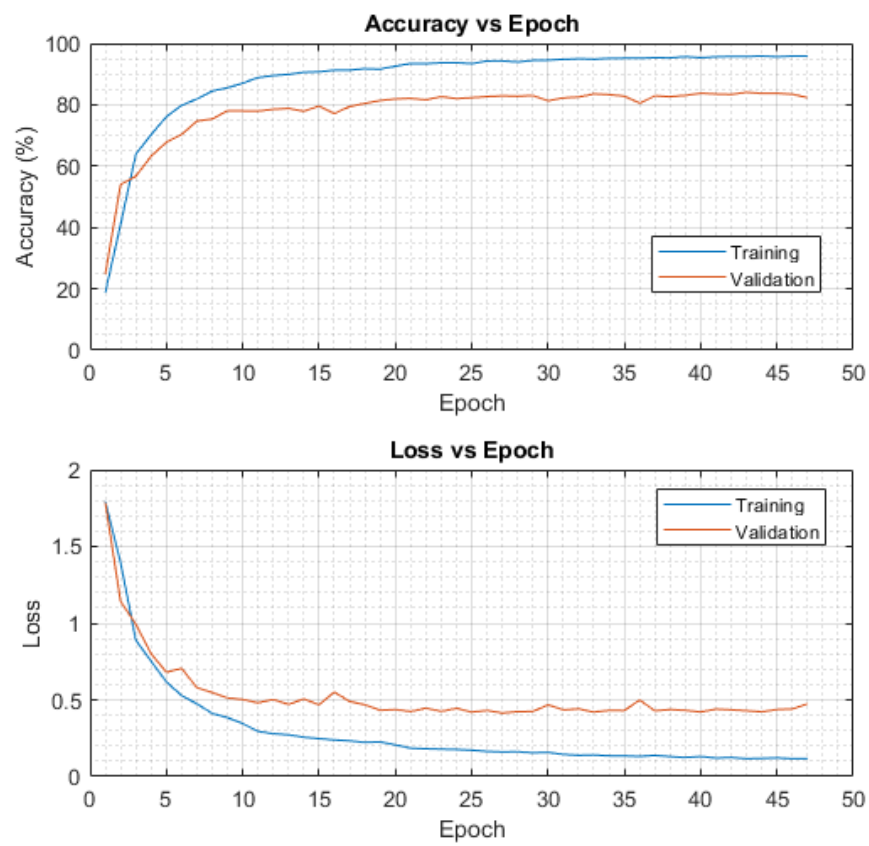 Accuracy vs Epoch
100
80
60
40
20
0
Accuracy (%)
Training
Validation
0 5 10 15 20 25 30 35 40 45 50
Epoch
Loss vs Epoch
2
1.5
1
0.5
0
Loss
Training
Validation
0 5 10 15 20 25 30 35 40 45 50
Epoch